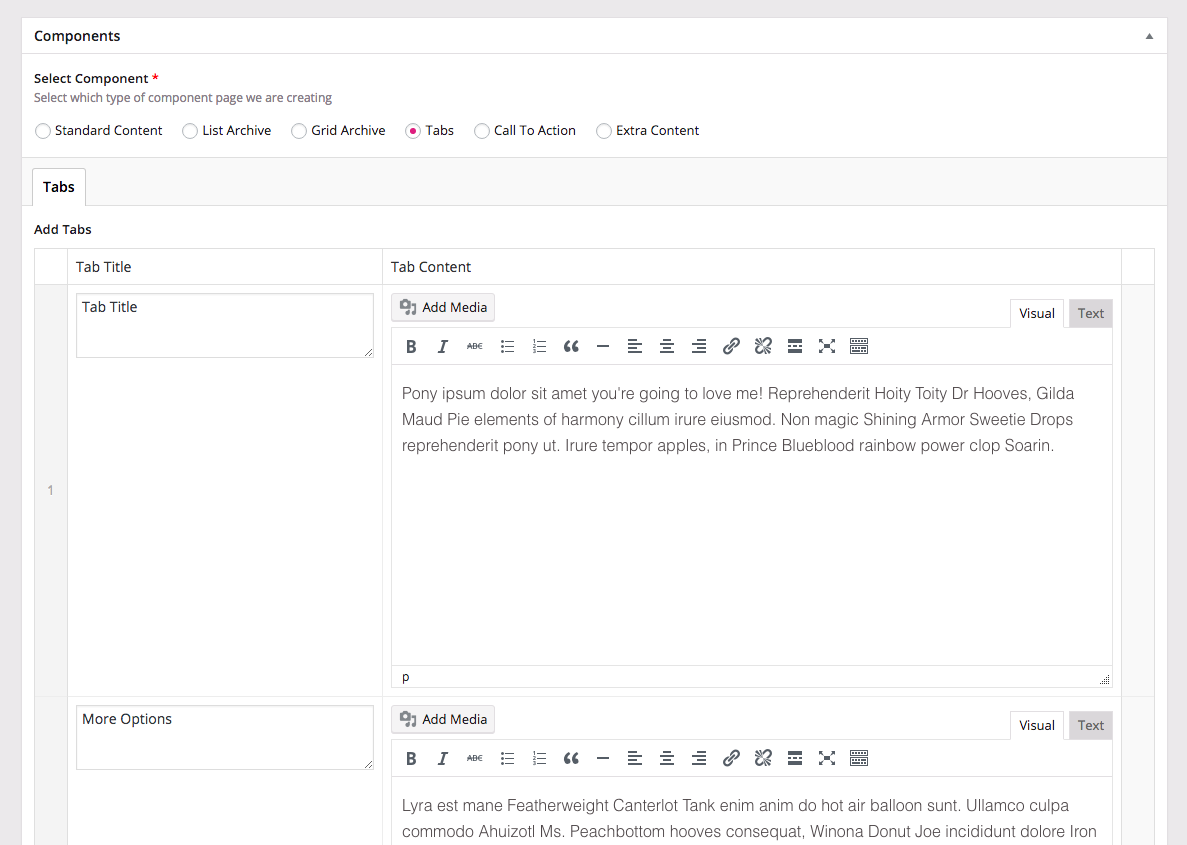 Components
Select Component *
Select which type of component page we are creating
Standard Content List Archive Grid Archive Tabs Call To Action Extra Content
Tabs
Add Tabs
Tab Title Tab Content
Tab Title
Add Media
Visual Text
B I ABC
Pony ipsum dolor sit amet you're going to love me! Reprehenderit Hoity Toity Dr Hooves, Gilda
Maud Pie elements of harmony cillum irure eiusmod. Non magic Shining Armor Sweetie Drops
reprehenderit pony ut. Irure tempor apples, in Prince Blueblood rainbow power clop Soarin.
1
p
More Options
Add Media
Visual Text
B I ABC
Lyra est mane Featherweight Canterlot Tank enim anim do hot air balloon sunt. Ullamco culpa
commodo Ahuizotl Ms. Peachbottom hooves consequat, Winona Donut Joe incididunt dolore Iron